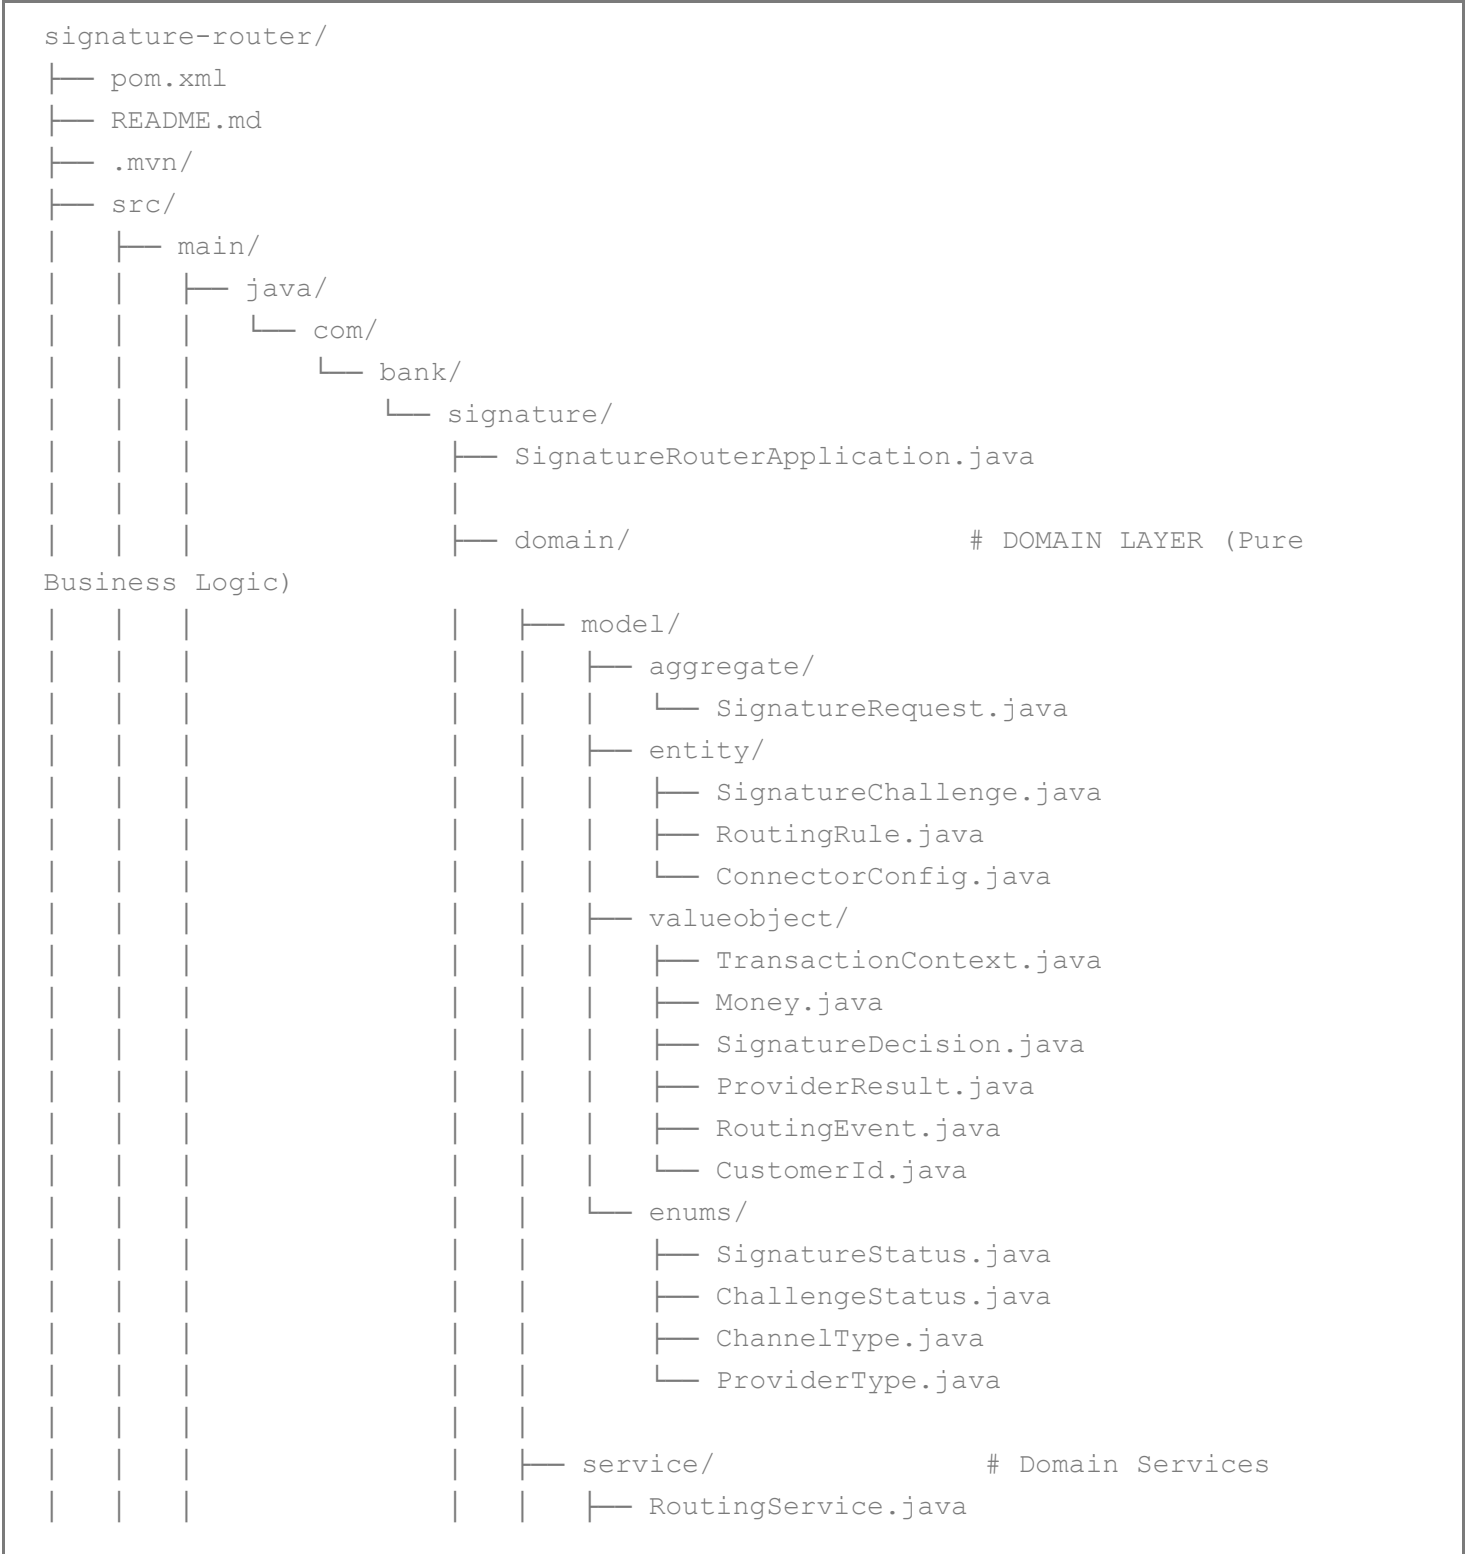 signature-router/
├── pom.xml
├── README.md
├── .mvn/
├── src/
│   ├── main/
│   │   ├── java/
│   │   │   └── com/
│   │   │       └── bank/
│   │   │           └── signature/
│   │   │               ├── SignatureRouterApplication.java
│   │   │               │
│   │   │               ├── domain/                    # DOMAIN LAYER (Pure
Business Logic)
│   │   │               │   ├── model/
│   │   │               │   │   ├── aggregate/
│   │   │               │   │   │   └── SignatureRequest.java
│   │   │               │   │   ├── entity/
│   │   │               │   │   │   ├── SignatureChallenge.java
│   │   │               │   │   │   ├── RoutingRule.java
│   │   │               │   │   │   └── ConnectorConfig.java
│   │   │               │   │   ├── valueobject/
│   │   │               │   │   │   ├── TransactionContext.java
│   │   │               │   │   │   ├── Money.java
│   │   │               │   │   │   ├── SignatureDecision.java
│   │   │               │   │   │   ├── ProviderResult.java
│   │   │               │   │   │   ├── RoutingEvent.java
│   │   │               │   │   │   └── CustomerId.java
│   │   │               │   │   └── enums/
│   │   │               │   │       ├── SignatureStatus.java
│   │   │               │   │       ├── ChallengeStatus.java
│   │   │               │   │       ├── ChannelType.java
│   │   │               │   │       └── ProviderType.java
│   │   │               │   │
│   │   │               │   ├── service/                # Domain Services
│   │   │               │   │   ├── RoutingService.java